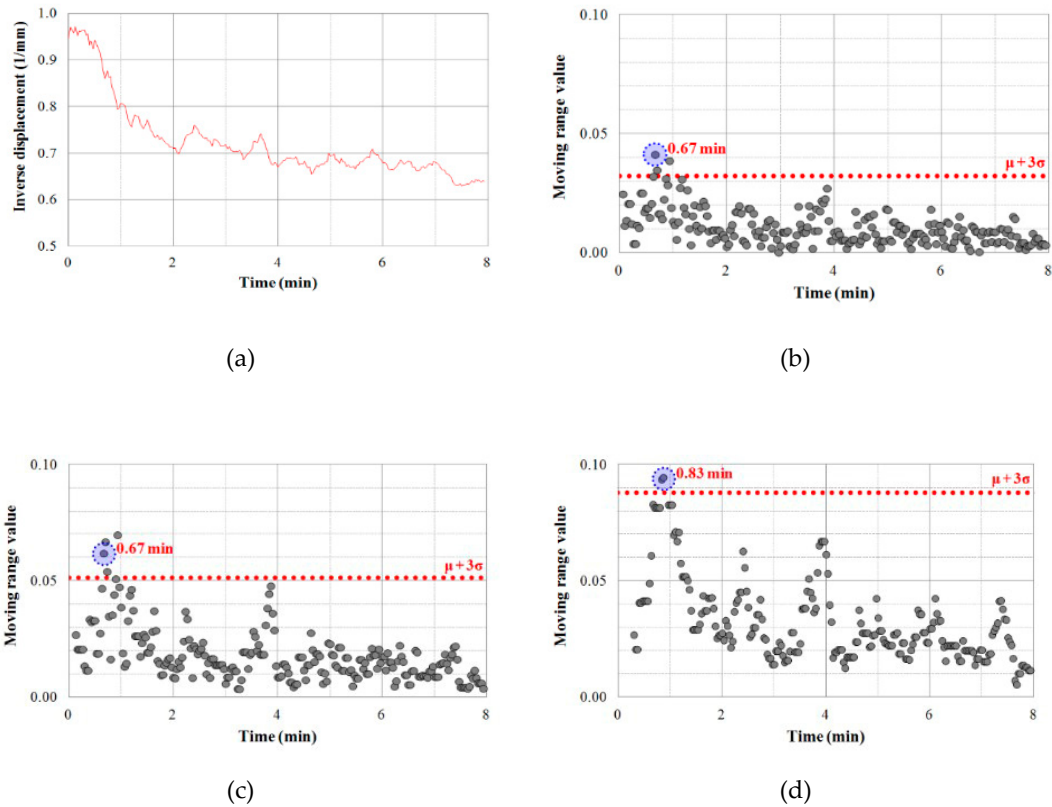 1.0
0.9
0.8
0.7
0.6
0.5
Inverse displacement (1/mm)
0 2 4 6 8
Time (min)
(a)
0.10
0.05
0.00
Moving range value
0.67 min
μ + 3σ
0 2 4 6 8
Time (min)
(b)
0.10
0.05
0.00
Moving range value
0.67 min
μ + 3σ
0 2 4 6 8
Time (min)
(c)
0.10
0.05
0.00
Moving range value
0.83 min
μ + 3σ
0 2 4 6 8
Time (min)
(d)